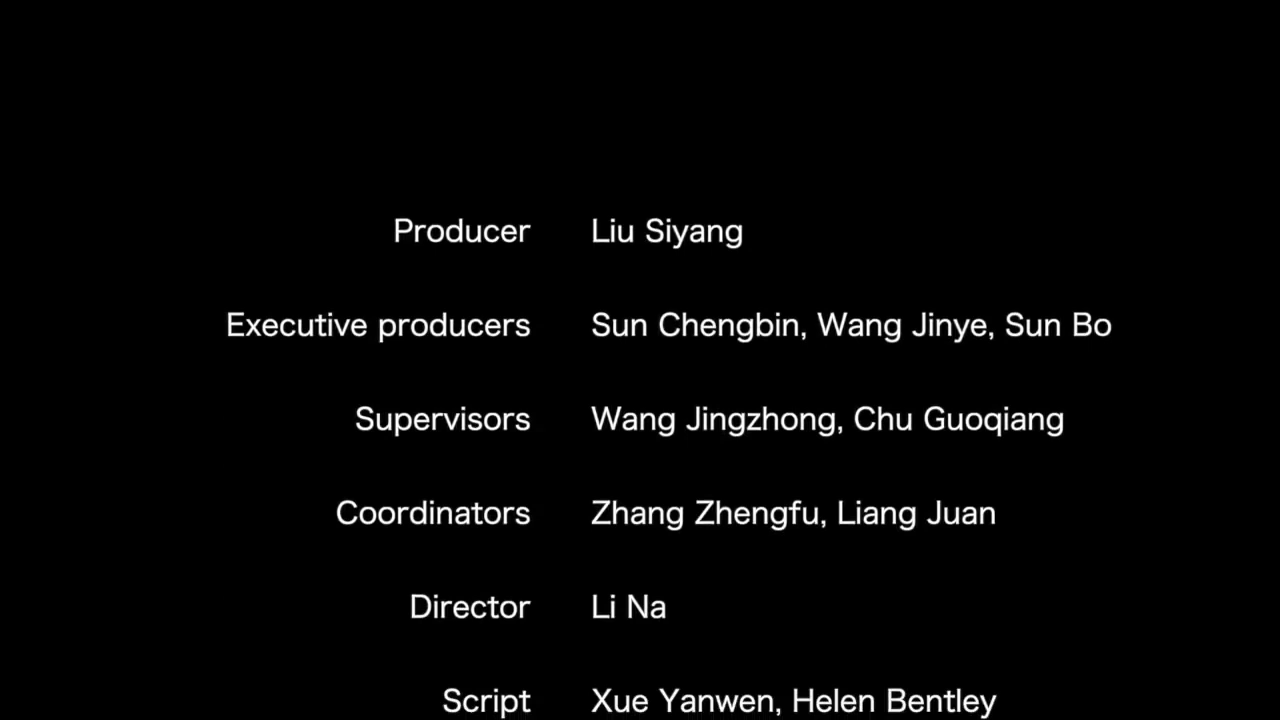 Producer Liu Siyang
Executive producers Sun Chengbin, Wang Jinye, Sun Bo
Supervisors Wang Jingzhong, Chu Guoqiang
Coordinators Zhang Zhengfu, Liang Juan
Director Li Na
Script Xue Yanwen, Helen Bentley